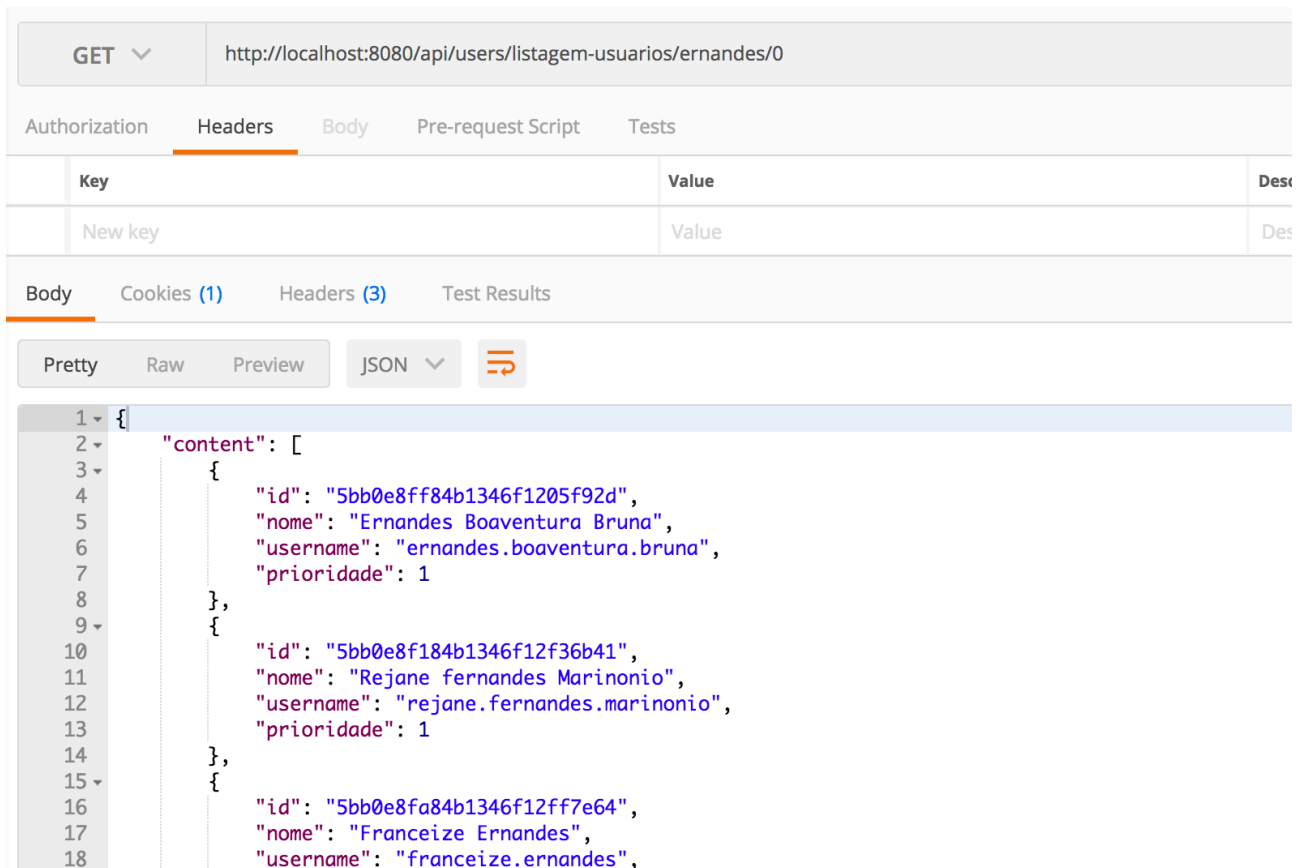 GET http://localhost:8080/api/users/listagem-usuarios/ernandes/0
Authorization Headers Body Pre-request Script Tests
Key Value Desc
New key Value Des
Body Cookies (1) Headers (3) Test Results
Pretty Raw Preview JSON
1 {
2 "content": [
3 {
4 "id": "5bb0e8ff84b1346f1205f92d",
5 "nome": "Ernandes Boaventura Bruna",
6 "username": "ernandes.boaventura.bruna",
7 "prioridade": 1
8 },
9 {
10 "id": "5bb0e8f184b1346f12f36b41",
11 "nome": "Rejane fernandes Marinonio",
12 "username": "rejane.fernandes.marinonio",
13 "prioridade": 1
14 },
15 {
16 "id": "5bb0e8fa84b1346f12ff7e64",
17 "nome": "Franceize Ernandes",
18 "username": "franceize.ernandes",